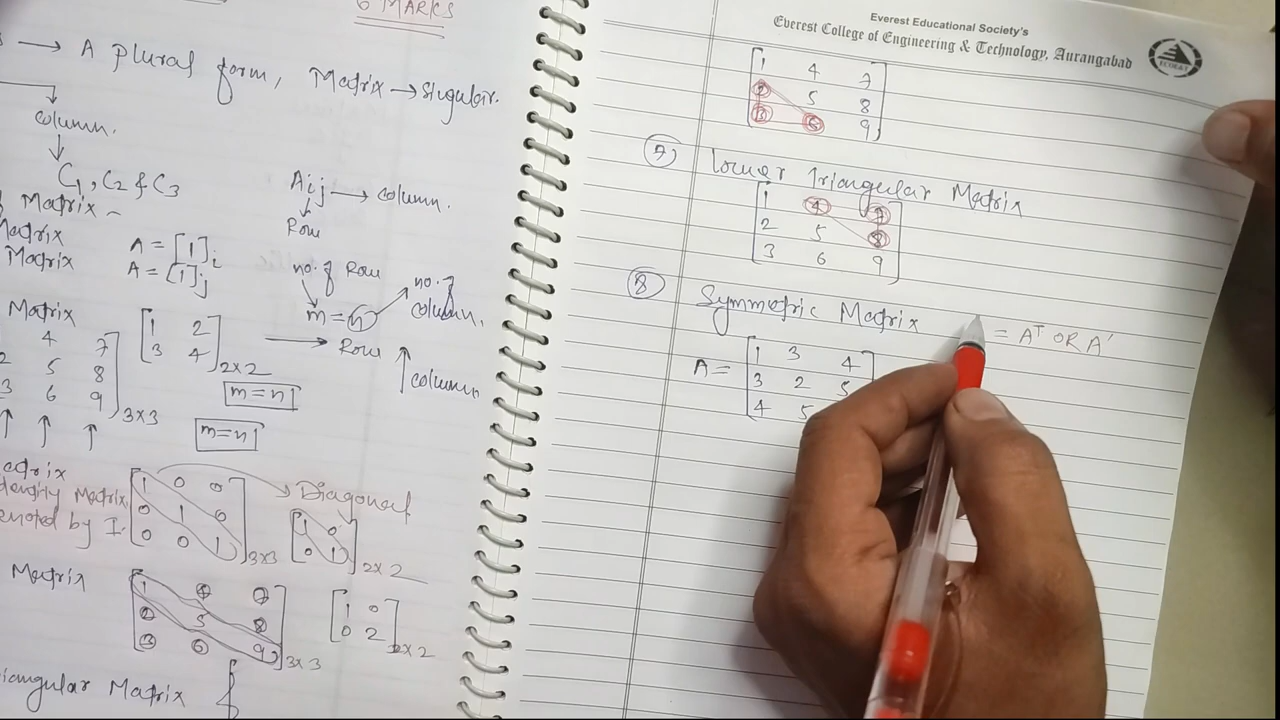 6 MARKS
→ A plural form, Matrix → singular.
column.
C1, C2 & C3
Matrix ~
Aij → column.
Row
Matrix A = [1]i
Matrix A = [1]j
no. of Row
no. of column.
m = n
→ Row
column
Matrix
4 7
2 5 8
3 6 9
3x3
1 2
3 4
2x2
m=n
m=n
Identity Matrix
denoted by I
1 0 0
0 1 0
0 0 1
3x3
→ Diagonal
1 0
0 1
2x2
Matrix
1 4 7
2 5 8
3 6 9
3x3
1 0
0 2
2x2
Triangular Matrix
Everest Educational Society's
Everest College of Engineering & Technology, Aurangabad
1 4 7
2 5 8
3 6 9
7) Lower Triangular Matrix
1 4 7
2 5 8
3 6 9
8) Symmetric Matrix = Aᵀ OR A'
A = 1 3 4
3 2 5
4 5